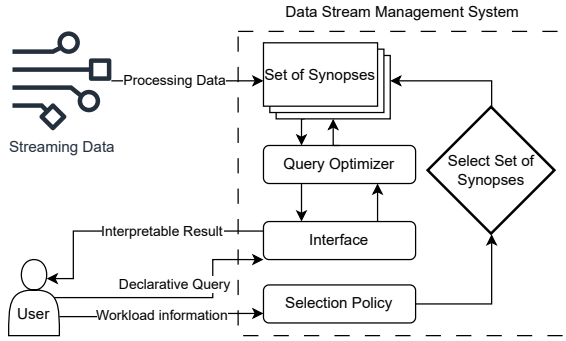 Data Stream Management System
Processing Data
Set of Synopses
Streaming Data
Query Optimizer
Select Set of
Synopses
Interpretable Result
Interface
Declarative Query
User
Workload information
Selection Policy